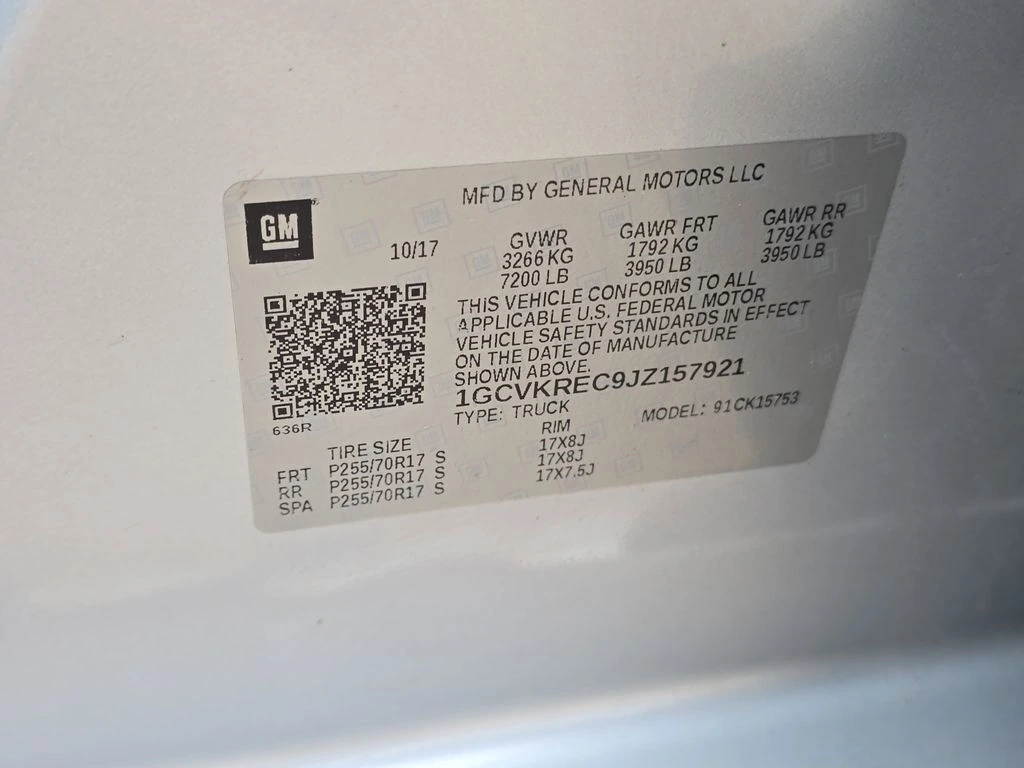 MFD BY GENERAL MOTORS LLC
GM
10/17
GVWR GAWR FRT GAWR RR
3266 KG 1792 KG 1792 KG
7200 LB 3950 LB 3950 LB
THIS VEHICLE CONFORMS TO ALL
APPLICABLE U.S. FEDERAL MOTOR
VEHICLE SAFETY STANDARDS IN EFFECT
ON THE DATE OF MANUFACTURE
SHOWN ABOVE.
1GCVKREC9JZ157921
TYPE: TRUCK MODEL: 91CK15753
636R
TIRE SIZE RIM
FRT P255/70R17 S 17X8J
RR P255/70R17 S 17X8J
SPA P255/70R17 S 17X7.5J